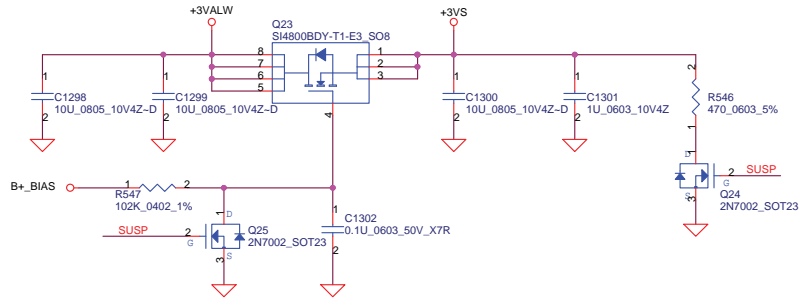 +3VALW
+3VS
Q23
SI4800BDY-T1-E3_SO8
8
7
6
5
1
2
3
4
1
C1298
10U_0805_10V4Z~D
2
1
C1299
10U_0805_10V4Z~D
2
1
C1300
10U_0805_10V4Z~D
2
1
C1301
1U_0603_10V4Z
2
2
R546
470_0603_5%
1
1
D
SUSP
2
G
Q24
2N7002_SOT23
S
3
B+_BIAS
1
2
R547
102K_0402_1%
1
D
SUSP
2
G
Q25
2N7002_SOT23
S
3
1
C1302
0.1U_0603_50V_X7R
2